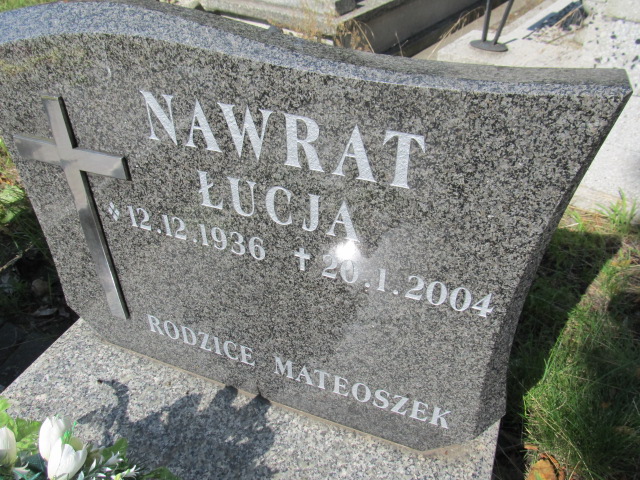 NAWRAT
ŁUCJA
12.12.1936 ✝ 20.1.2004
RODZICE MATEOSZEK